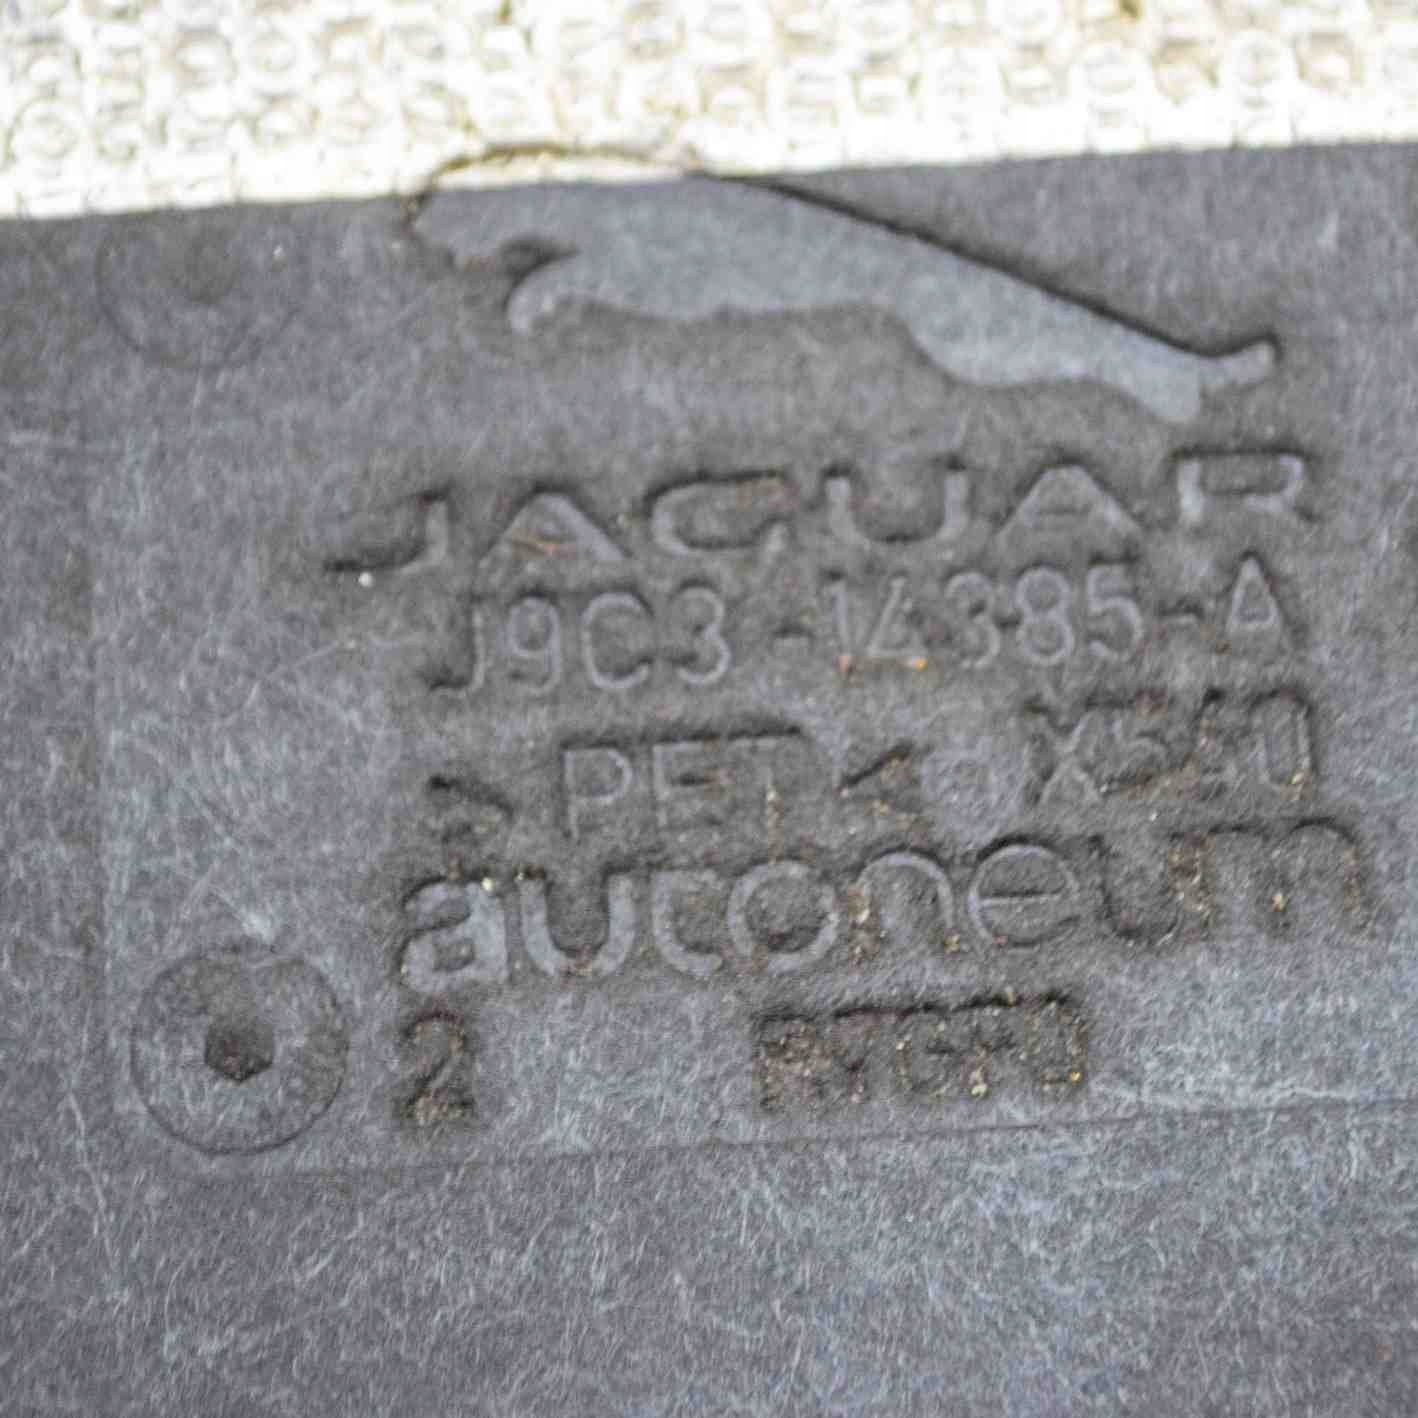 JAGUAR
J9C3-14385-A
>PET< X540
autoneum
2